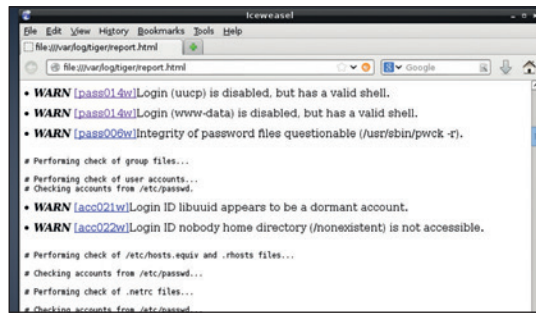 Iceweasel
File Edit View History Bookmarks Tools Help
file:///var/log/tiger/report.html
file:///var/log/tiger/report.html
Google
• WARN [pass014w]Login (uucp) is disabled, but has a valid shell.
• WARN [pass014w]Login (www-data) is disabled, but has a valid shell.
• WARN [pass006w]Integrity of password files questionable (/usr/sbin/pwck -r).
# Performing check of group files...
# Performing check of user accounts...
# Checking accounts from /etc/passwd.
• WARN [acc021w]Login ID libuuid appears to be a dormant account.
• WARN [acc022w]Login ID nobody home directory (/nonexistent) is not accessible.
# Performing check of /etc/hosts.equiv and .rhosts files...
# Checking accounts from /etc/passwd...
# Performing check of .netrc files...
# Checking accounts from /etc/passwd...